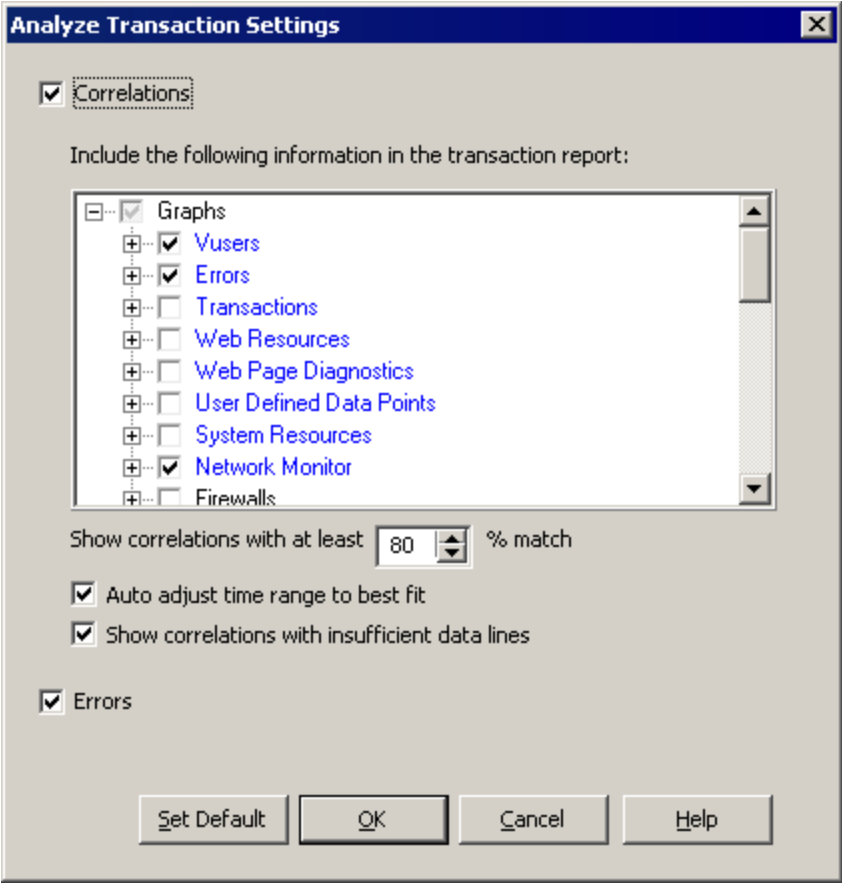 Analyze Transaction Settings
Correlations
Include the following information in the transaction report:
Graphs
Vusers
Errors
Transactions
Web Resources
Web Page Diagnostics
User Defined Data Points
System Resources
Network Monitor
Firewalls
Show correlations with at least 80 % match
Auto adjust time range to best fit
Show correlations with insufficient data lines
Errors
Set Default OK Cancel Help